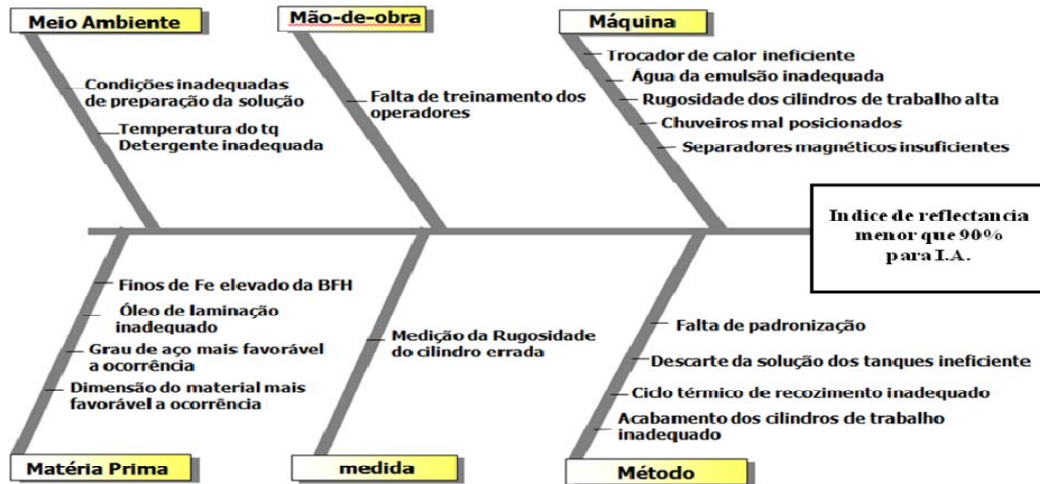 Meio Ambiente
Mão-de-obra
Máquina
Condições inadequadas
de preparação da solução
Temperatura do tq
Detergente inadequada
Falta de treinamento dos
operadores
Trocador de calor ineficiente
Água da emulsão inadequada
Rugosidade dos cilindros de trabalho alta
Chuveiros mal posicionados
Separadores magnéticos insuficientes
Indice de reflectancia
menor que 90%
para I.A.
Finos de Fe elevado da BFH
Óleo de laminação
inadequado
Grau de aço mais favorável
a ocorrência
Dimensão do material mais
favorável a ocorrência
Medição da Rugosidade
do cilindro errada
Falta de padronização
Descarte da solução dos tanques ineficiente
Ciclo térmico de recozimento inadequado
Acabamento dos cilindros de trabalho
inadequado
Matéria Prima
medida
Método